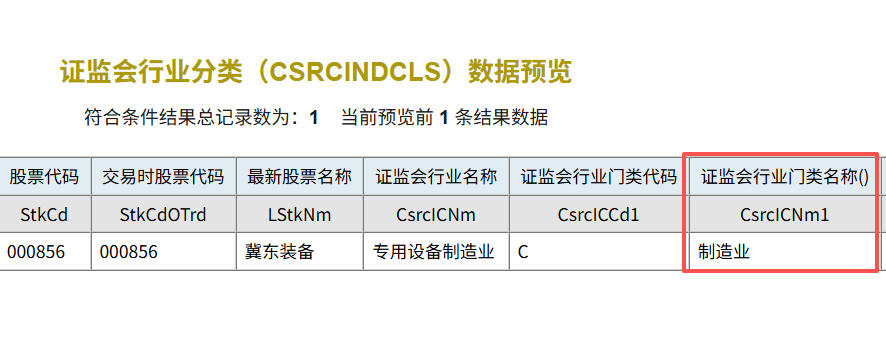 证监会行业分类（CSRCINDCLS）数据预览
符合条件结果总记录数为：1 当前预览前 1 条结果数据
股票代码 交易时股票代码 最新股票名称 证监会行业名称 证监会行业门类代码 证监会行业门类名称()
StkCd StkCdOTrd LStkNm CsrcICNm CsrcICCd1 CsrcICNm1
000856 000856 冀东装备 专用设备制造业 C 制造业